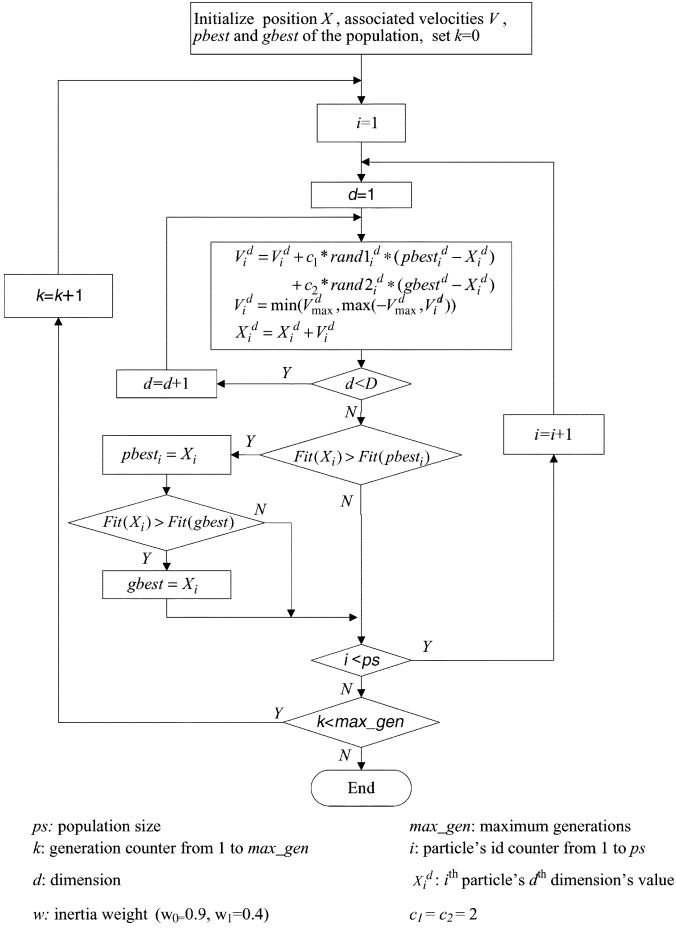 Initialize position X, associated velocities V,
pbest and gbest of the population, set k=0
i=1
d=1
V_i^d = V_i^d + c_1 * rand1_i^d * (pbest_i^d − X_i^d)
+ c_2 * rand2_i^d * (gbest^d − X_i^d)
V_i^d = min(V_max^d, max(−V_max^d, V_i^d))
X_i^d = X_i^d + V_i^d
k=k+1
d=d+1
Y
d<D
N
i=i+1
pbest_i = X_i
Y
Fit(X_i) > Fit(pbest_i)
N
Fit(X_i) > Fit(gbest)
N
Y
gbest = X_i
i <ps
Y
N
Y
k<max_gen
N
End
ps: population size
max_gen: maximum generations
k: generation counter from 1 to max_gen
i: particle's id counter from 1 to ps
d: dimension
X_i^d: i^th particle's d^th dimension's value
w: inertia weight (w_0=0.9, w_1=0.4)
c_1 = c_2 = 2